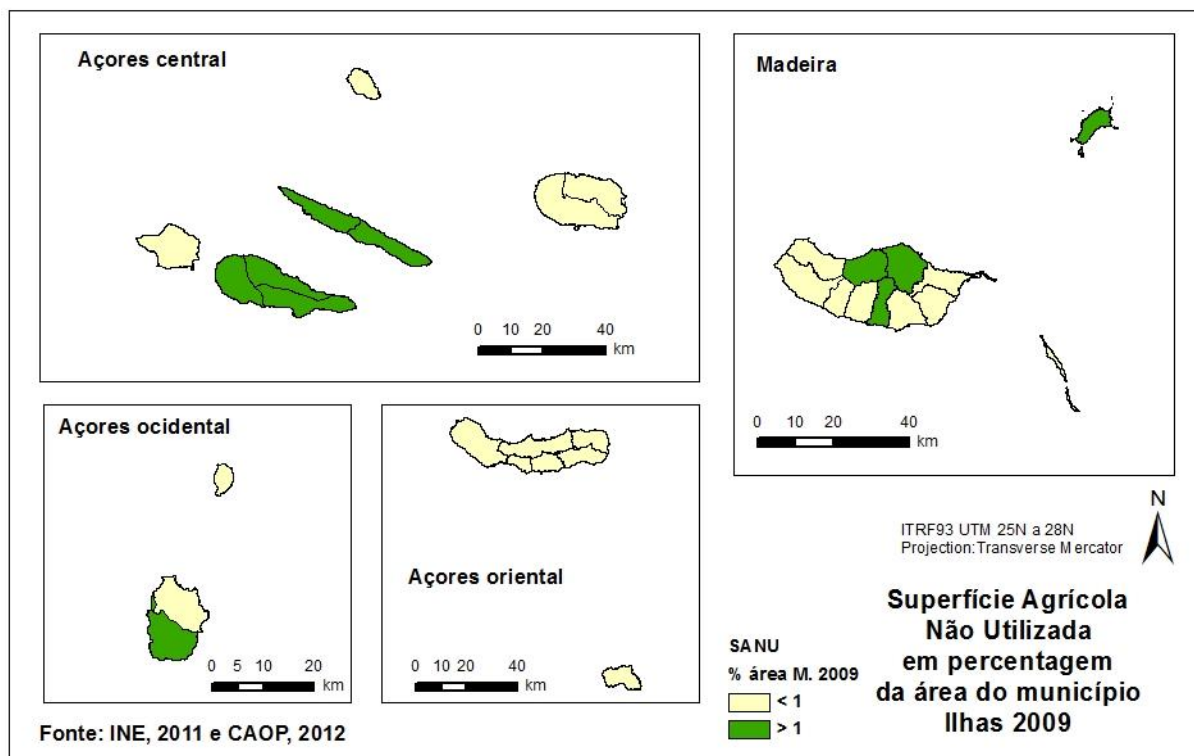 Açores central
0 10 20 40
km
Madeira
0 10 20 40
km
Açores ocidental
0 5 10 20
km
Açores oriental
0 10 20 40
km
N
ITRF93 UTM 25N a 28N
Projection:Transverse Mercator
Superfície Agrícola
Não Utilizada
em percentagem
da área do município
Ilhas 2009
SANU
% área M. 2009
< 1
> 1
Fonte: INE, 2011 e CAOP, 2012